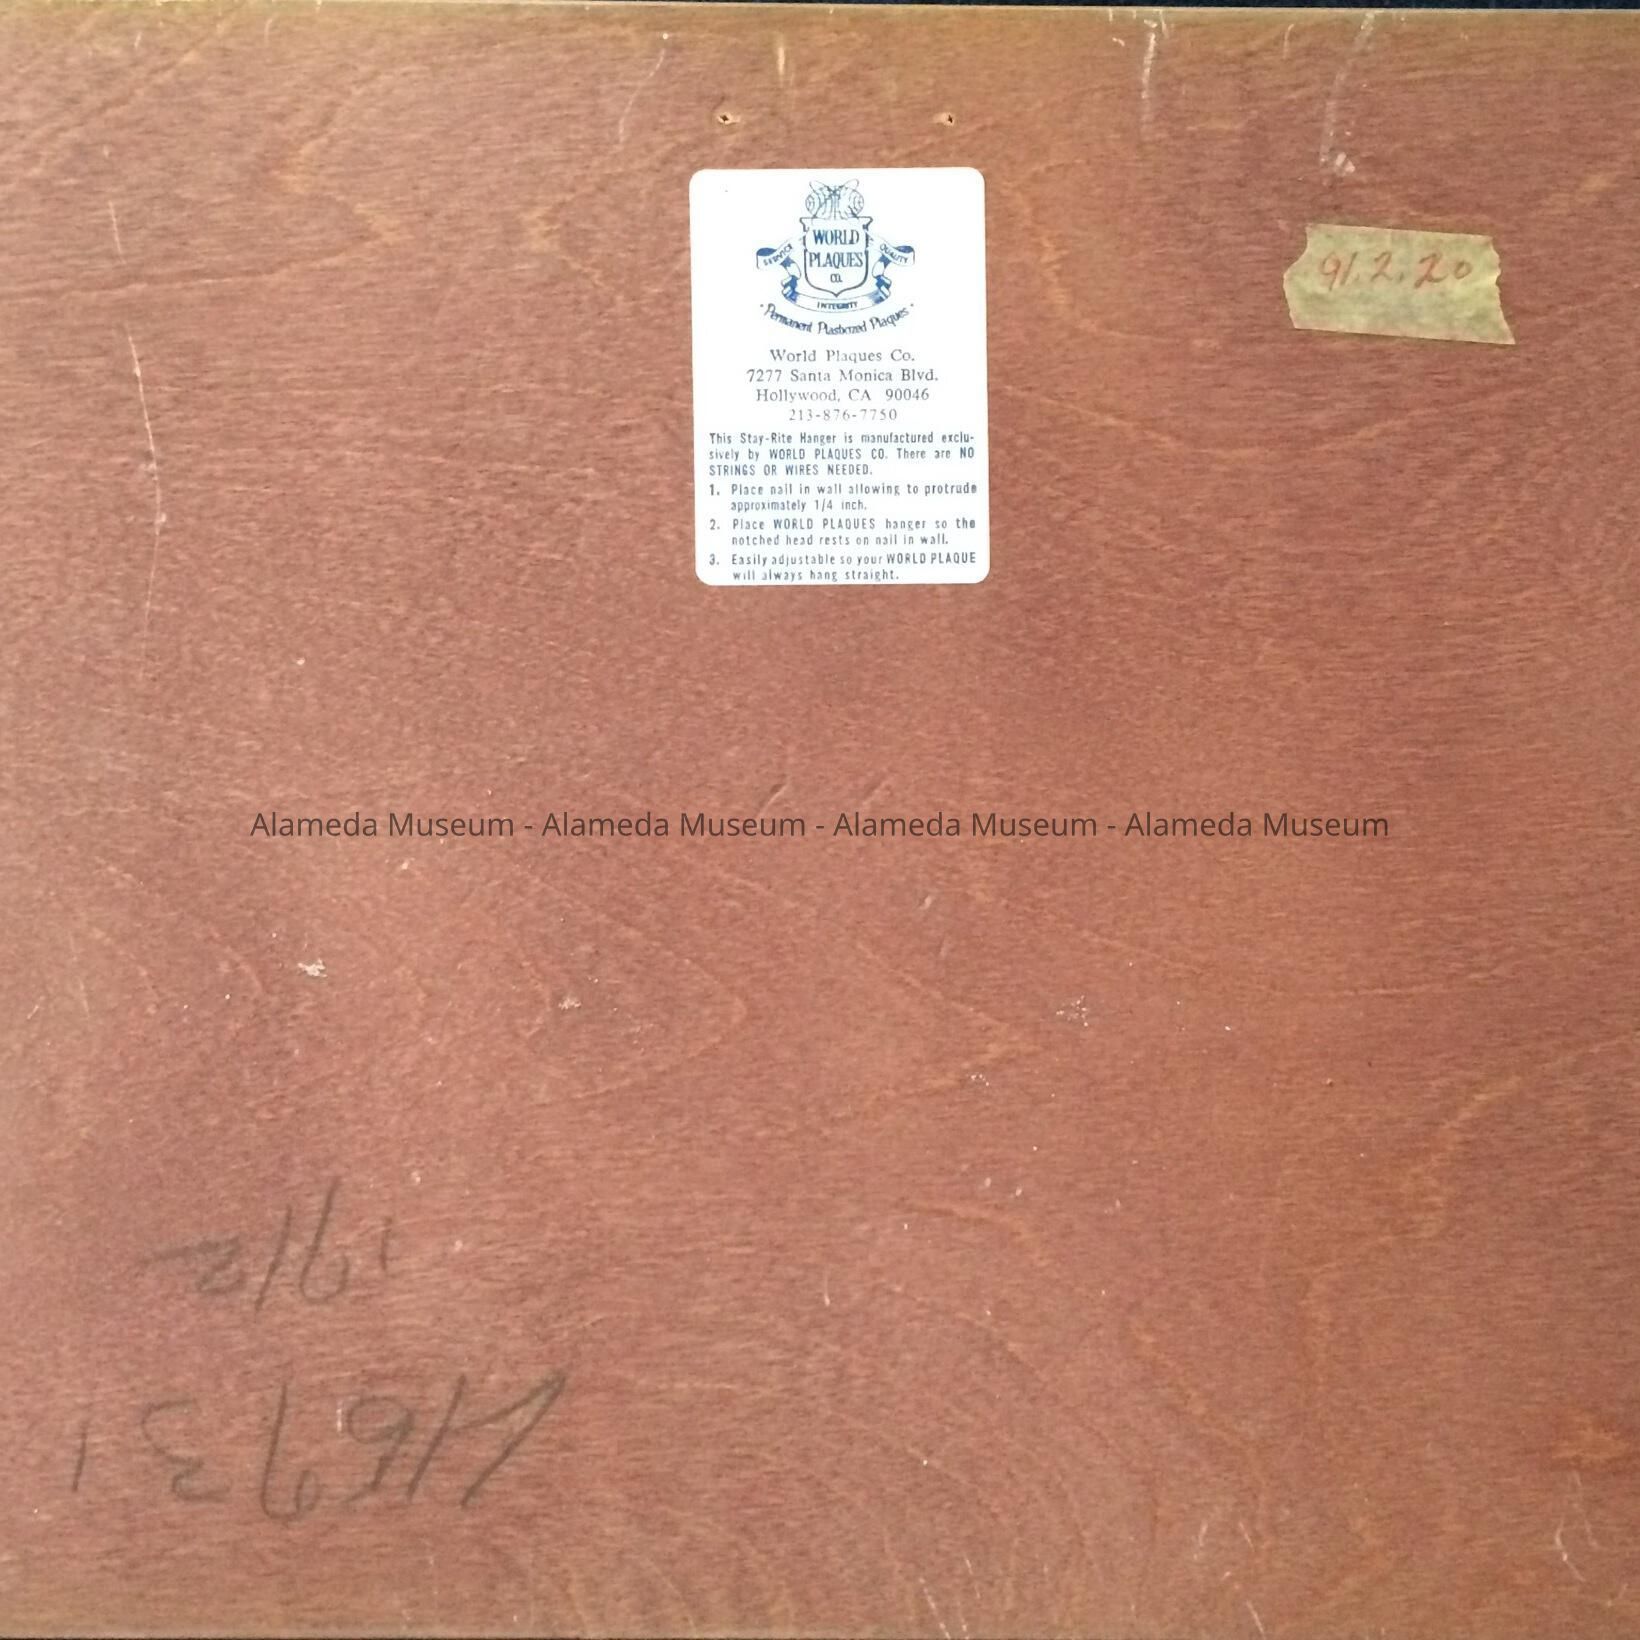 WORLD
PLAQUES
CO.
SERVICE
QUALITY
INTEGRITY
"Permanent Plasticized Plaques"
World Plaques Co.
7277 Santa Monica Blvd.
Hollywood, CA 90046
213-876-7750
This Stay-Rite Hanger is manufactured exclu-
sively by WORLD PLAQUES CO. There are NO
STRINGS OR WIRES NEEDED.
1. Place nail in wall allowing to protrude
approximately 1/4 inch.
2. Place WORLD PLAQUES hanger so the
notched head rests on nail in wall.
3. Easily adjustable so your WORLD PLAQUE
will always hang straight.
91.2.20
Alameda Museum - Alameda Museum - Alameda Museum - Alameda Museum